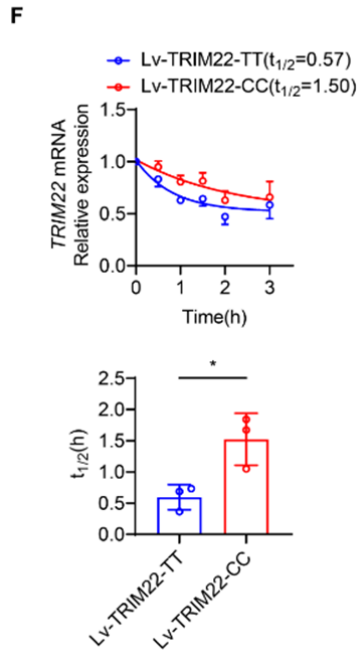 F
Lv-TRIM22-TT(t1/2=0.57)
Lv-TRIM22-CC(t1/2=1.50)
TRIM22 mRNA
Relative expression
1.5
1.0
0.5
0.0
0 1 2 3
Time(h)
*
t1/2(h)
2.5
2.0
1.5
1.0
0.5
0.0
Lv-TRIM22-TT
Lv-TRIM22-CC